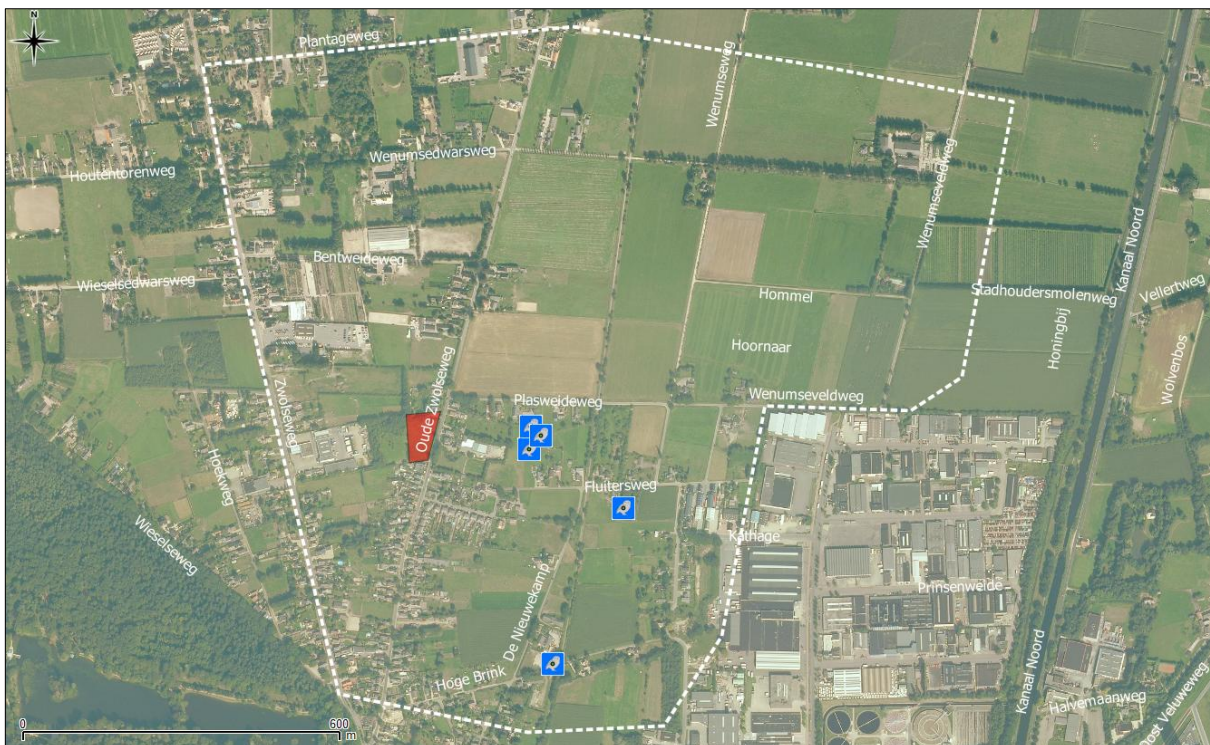 Plantageweg
Wenumseweg
Wenumsedwarsweg
Houtentorenweg
Wenumseveldweg
Kanaal Noord
Bentweideweg
Wieselsedwarsweg
Hommel
Stadhoudersmolenweg
Vellertweg
Honingbij
Hoornaar
Wolvenbos
Zwolseweg
Oude Zwolseweg
Plasweideweg
Wenumseveldweg
Hoekweg
Fluitersweg
Wieselseweg
Kathage
De Nieuwekamp
Prinsenweide
Hoge Brink
Kanaal Noord
Halvemaanweg
Oost Veluweweg
0 600
m